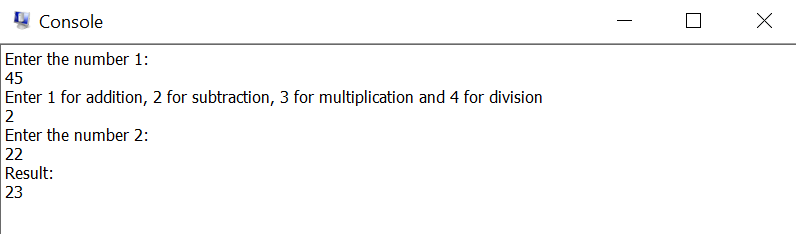 Console
Enter the number 1:
45
Enter 1 for addition, 2 for subtraction, 3 for multiplication and 4 for division
2
Enter the number 2:
22
Result:
23